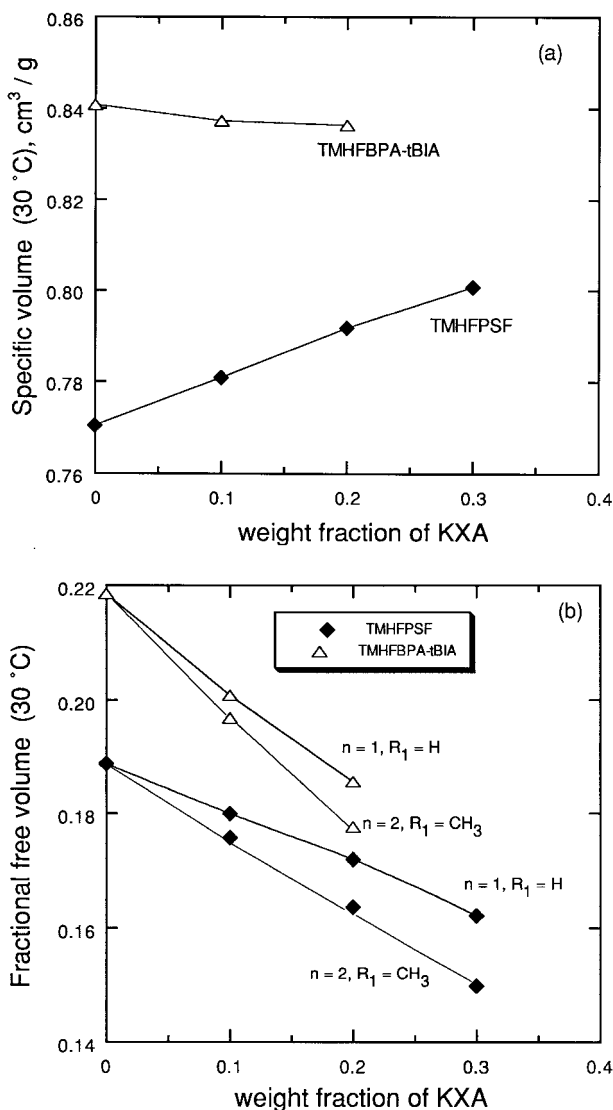 (a)
0.86
0.84
0.82
0.80
0.78
0.76
Specific volume (30 °C), cm³ / g
TMHFBPA-tBIA
TMHFPSF
0 0.1 0.2 0.3 0.4
weight fraction of KXA
(b)
0.22
0.20
0.18
0.16
0.14
Fractional free volume (30 °C)
TMHFPSF
TMHFBPA-tBIA
n = 1, R₁ = H
n = 2, R₁ = CH₃
n = 1, R₁ = H
n = 2, R₁ = CH₃
0 0.1 0.2 0.3 0.4
weight fraction of KXA